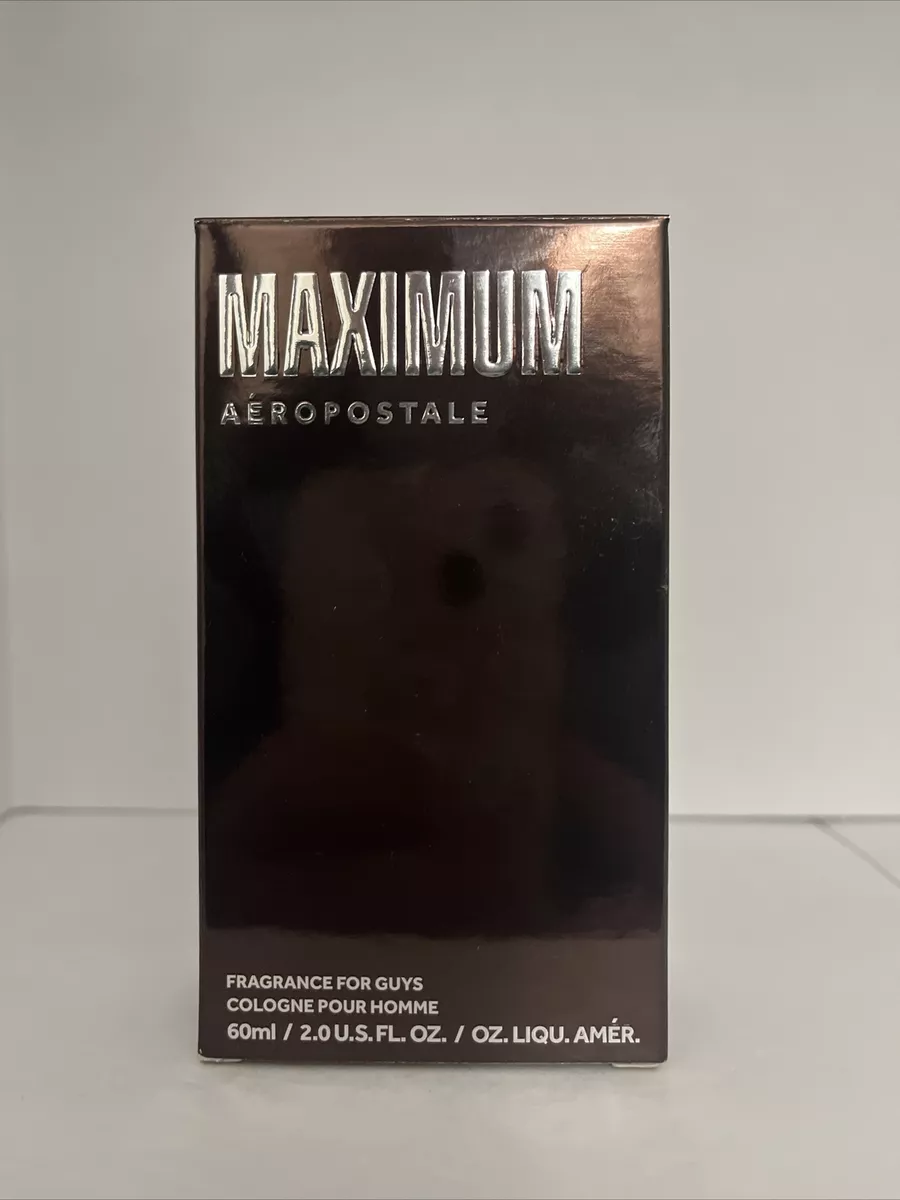 MAXIMUM
AÉROPOSTALE
FRAGRANCE FOR GUYS
COLOGNE POUR HOMME
60ml / 2.0 U.S. FL. OZ. / OZ. LIQU. AMÉR.